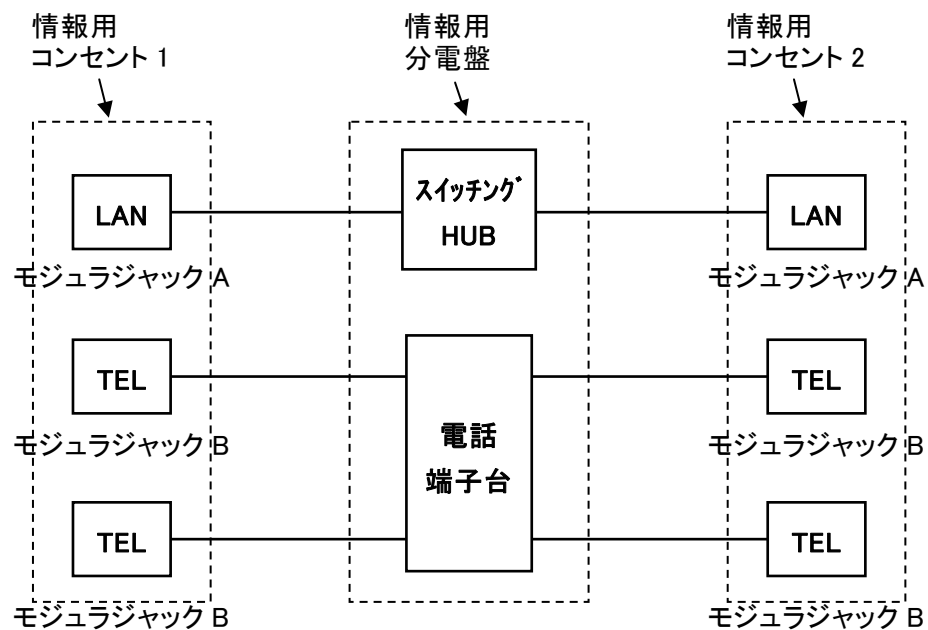 情報用
コンセント 1
情報用
分電盤
情報用
コンセント 2
LAN
スイッチング
HUB
LAN
モジュラジャック A
モジュラジャック A
TEL
TEL
モジュラジャック B
電話
端子台
モジュラジャック B
TEL
TEL
モジュラジャック B
モジュラジャック B